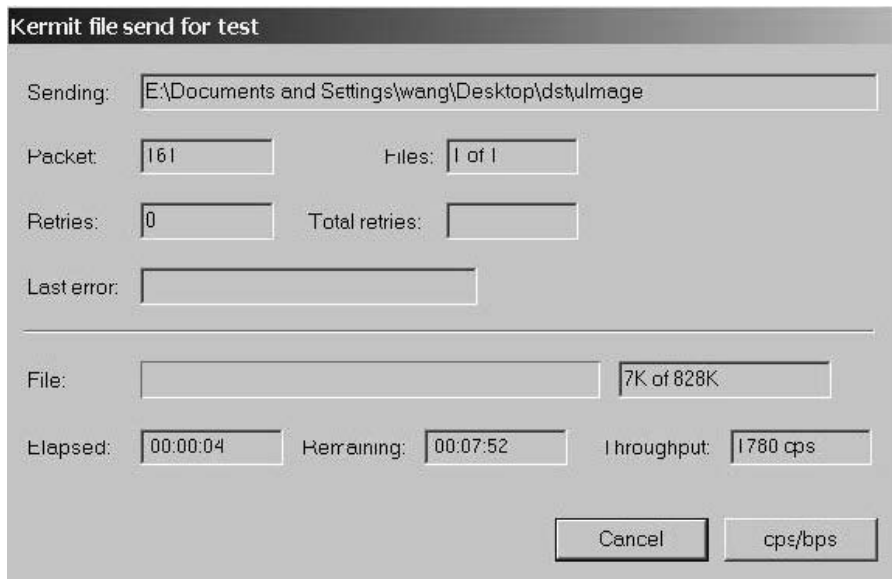 Kermit file send for test
Sending: E:\Documents and Settings\wang\Desktop\dst\uImage
Packet: 161 Files: 1 of 1
Retries: 0 Total retries:
Last error:
File: 7K of 828K
Elapsed: 00:00:04 Remaining: 00:07:52 Throughput: 1780 cps
Cancel cps/bps